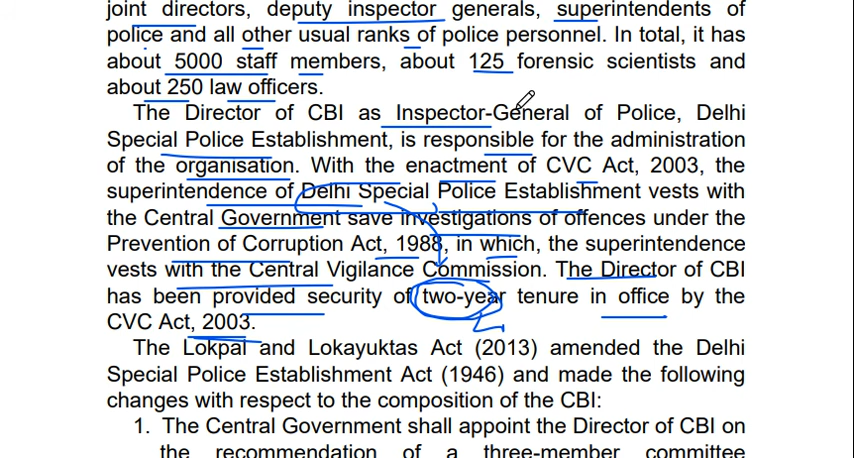 joint directors, deputy inspector generals, superintendents of
police and all other usual ranks of police personnel. In total, it has
about 5000 staff members, about 125 forensic scientists and
about 250 law officers.
The Director of CBI as Inspector-General of Police, Delhi
Special Police Establishment, is responsible for the administration
of the organisation. With the enactment of CVC Act, 2003, the
superintendence of Delhi Special Police Establishment vests with
the Central Government save investigations of offences under the
Prevention of Corruption Act, 1988, in which, the superintendence
vests with the Central Vigilance Commission. The Director of CBI
has been provided security of two-year tenure in office by the
CVC Act, 2003.
The Lokpal and Lokayuktas Act (2013) amended the Delhi
Special Police Establishment Act (1946) and made the following
changes with respect to the composition of the CBI:
1. The Central Government shall appoint the Director of CBI on
the recommendation of a three-member committee